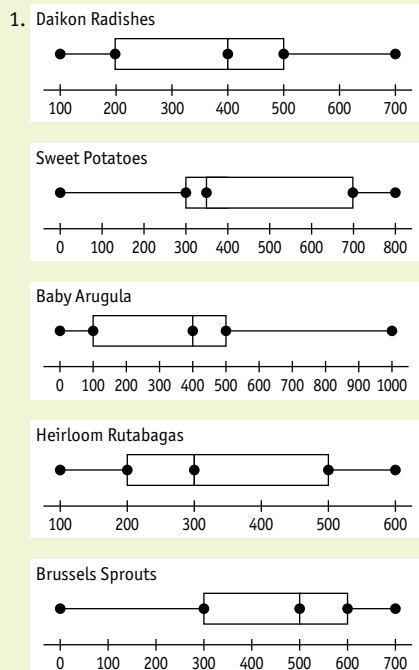 1. Daikon Radishes
100 200 300 400 500 600 700
Sweet Potatoes
0 100 200 300 400 500 600 700 800
Baby Arugula
0 100 200 300 400 500 600 700 800 900 1000
Heirloom Rutabagas
100 200 300 400 500 600
Brussels Sprouts
0 100 200 300 400 500 600 700